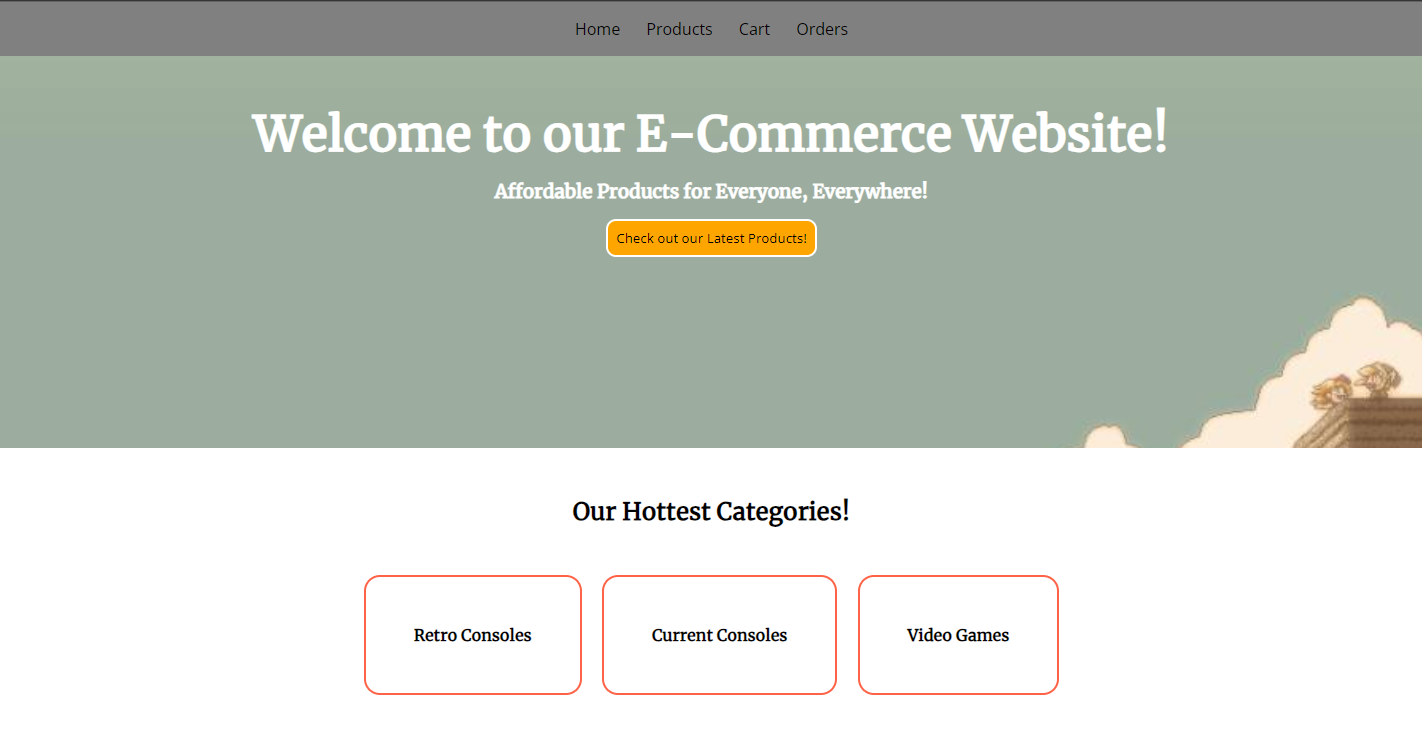 Home Products Cart Orders
Welcome to our E-Commerce Website!
Affordable Products for Everyone, Everywhere!
Check out our Latest Products!
Our Hottest Categories!
Retro Consoles Current Consoles Video Games